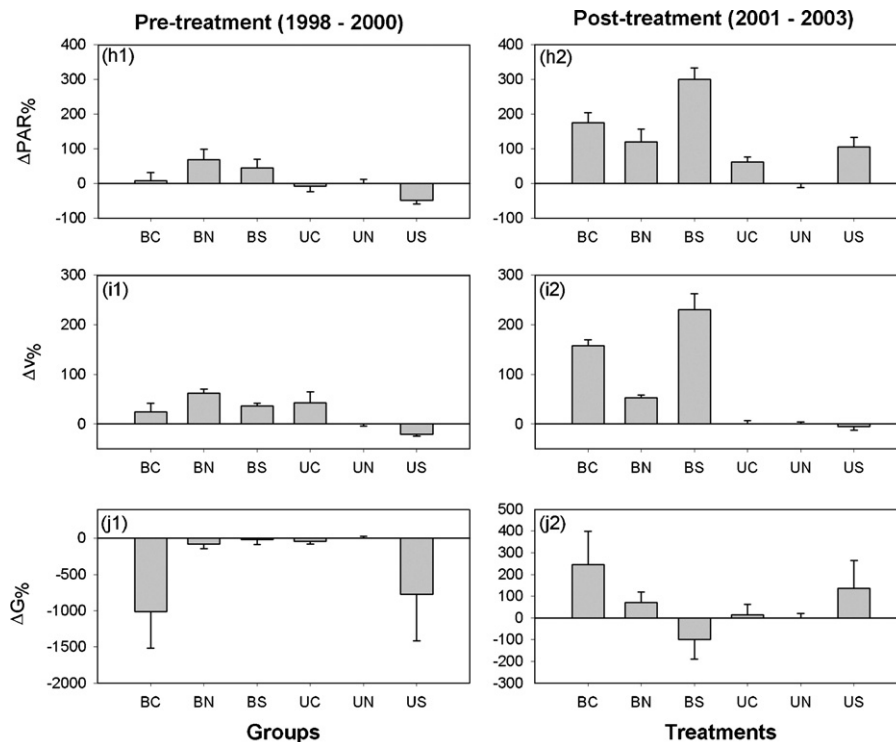 Pre-treatment (1998 - 2000)
Post-treatment (2001 - 2003)
ΔPAR%
(h1)
400
300
200
100
0
-100
BC BN BS UC UN US
(h2)
400
300
200
100
0
-100
BC BN BS UC UN US
Δv%
(i1)
300
200
100
0
BC BN BS UC UN US
(i2)
300
200
100
0
BC BN BS UC UN US
ΔG%
(j1)
0
-500
-1000
-1500
-2000
BC BN BS UC UN US
Groups
(j2)
500
400
300
200
100
0
-100
-200
-300
BC BN BS UC UN US
Treatments